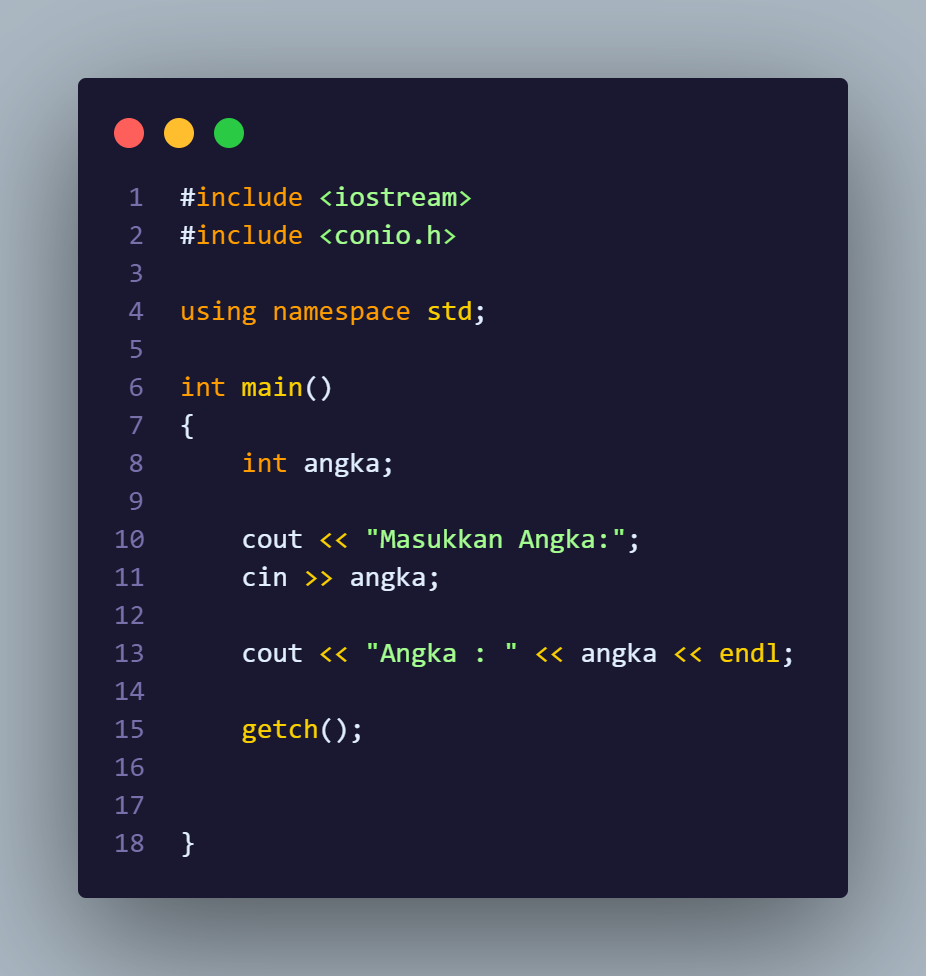 1 #include <iostream>
2 #include <conio.h>
3
4 using namespace std;
5
6 int main()
7 {
8     int angka;
9
10     cout << "Masukkan Angka:";
11     cin >> angka;
12
13     cout << "Angka : " << angka << endl;
14
15     getch();
16
17
18 }